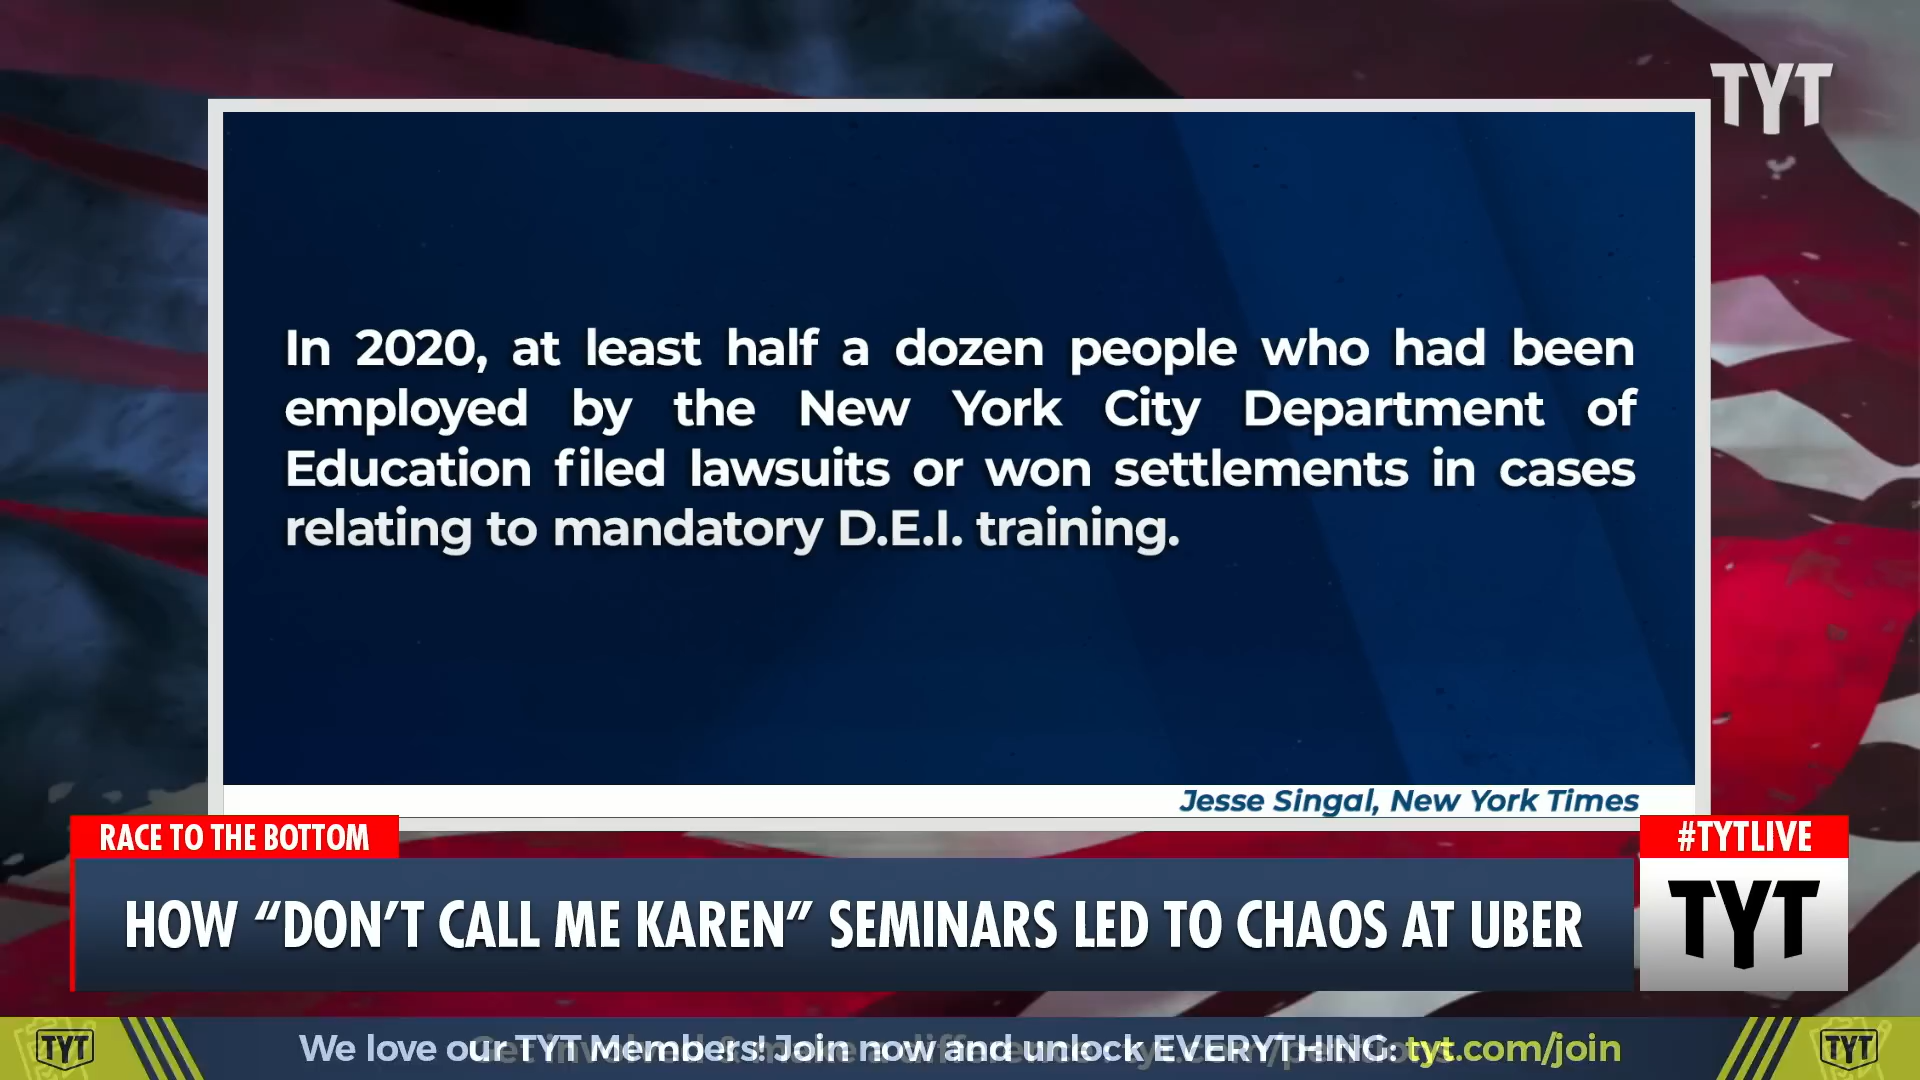 TYT
In 2020, at least half a dozen people who had been
employed by the New York City Department of
Education filed lawsuits or won settlements in cases
relating to mandatory D.E.I. training.
Jesse Singal, New York Times
RACE TO THE BOTTOM
#TYTLIVE
HOW “DON’T CALL ME KAREN” SEMINARS LED TO CHAOS AT UBER
TYT
TYT
We love our TYT Members! Join now and unlock EVERYTHING: tyt.com/join
TYT